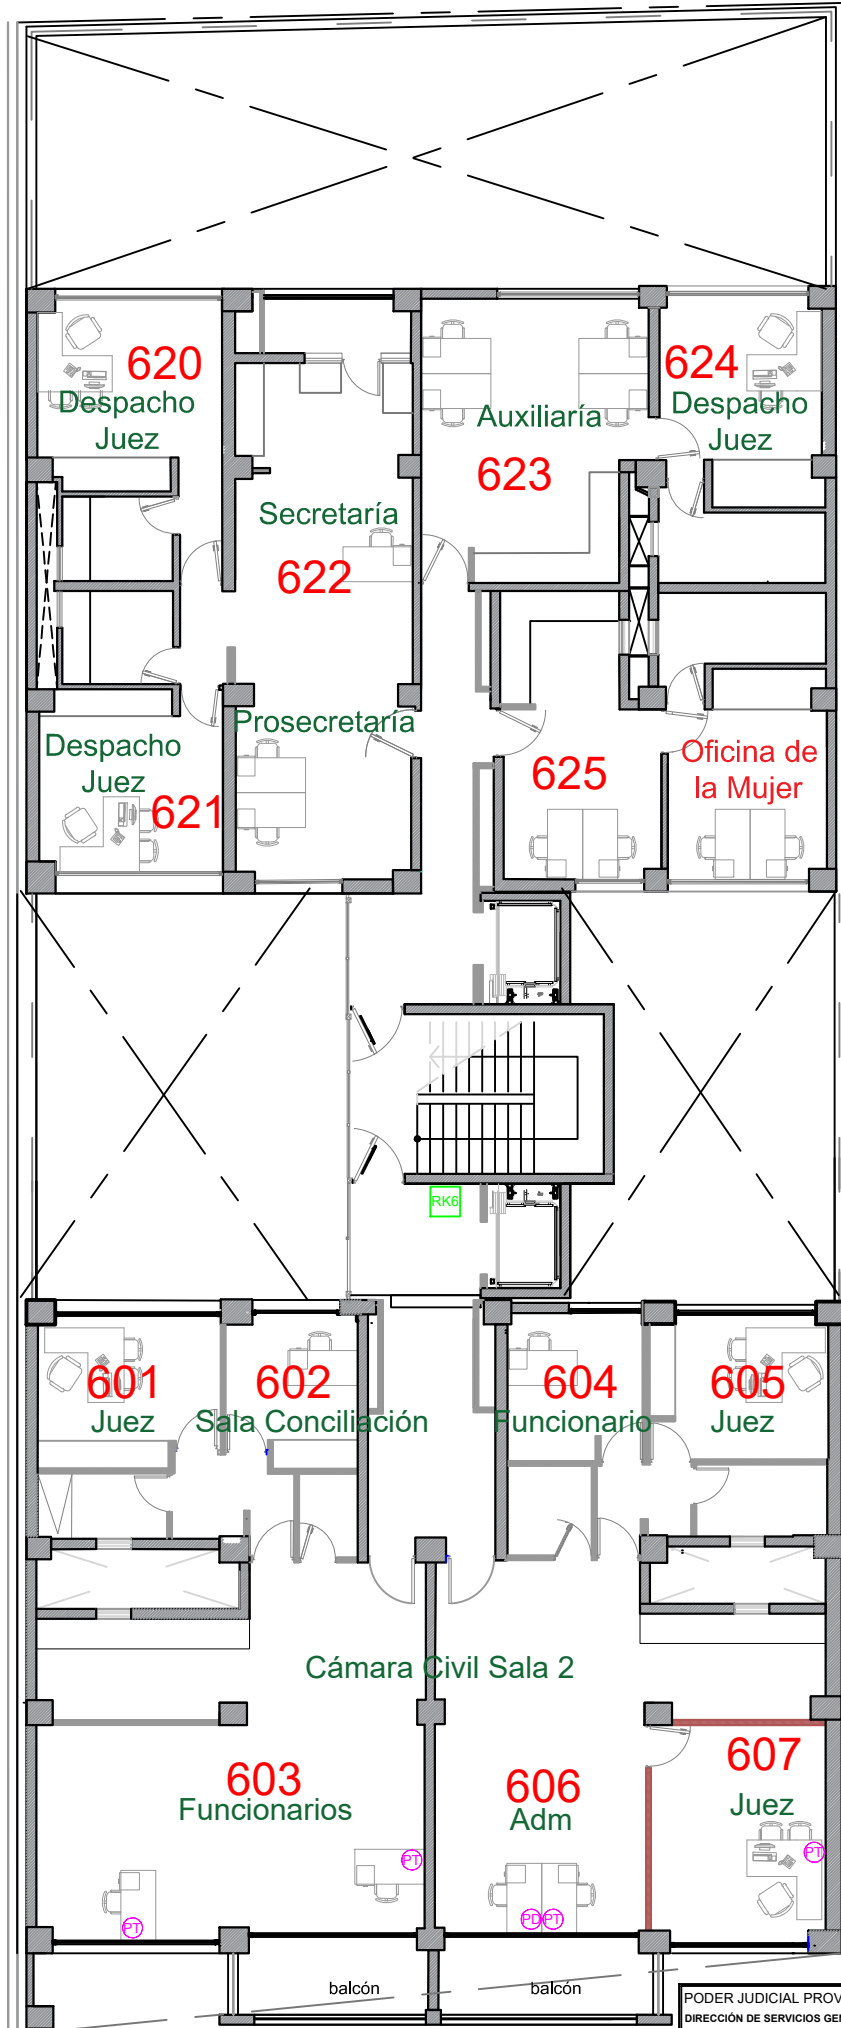 620
Despacho
Juez
624
Despacho
Juez
Auxiliaría
623
Secretaría
622
Prosecretaría
Despacho
Juez
621
625
Oficina de
la Mujer
RK6
601
Juez
602
Sala Conciliación
604
Funcionario
605
Juez
Cámara Civil Sala 2
603
Funcionarios
606
Adm
607
Juez
PT
PT
PD
PT
PT
balcón
balcón
PODER JUDICIAL PROV
DIRECCIÓN DE SERVICIOS GE